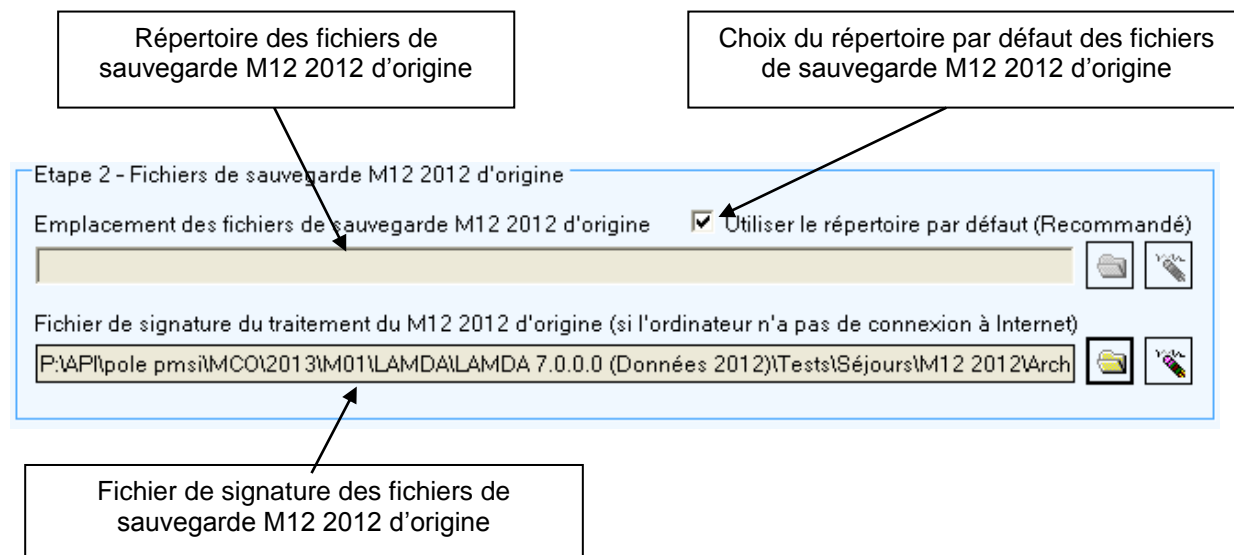 Répertoire des fichiers de
sauvegarde M12 2012 d’origine
Choix du répertoire par défaut des fichiers
de sauvegarde M12 2012 d’origine
Etape 2 - Fichiers de sauvegarde M12 2012 d'origine
Emplacement des fichiers de sauvegarde M12 2012 d'origine
Utiliser le répertoire par défaut (Recommandé)
Fichier de signature du traitement du M12 2012 d'origine (si l'ordinateur n'a pas de connexion à Internet)
P:\API\pole pmsi\MCO\2013\M01\LAMDA\LAMDA 7.0.0.0 (Données 2012)\Tests\Séjours\M12 2012\Arch
Fichier de signature des fichiers de
sauvegarde M12 2012 d’origine